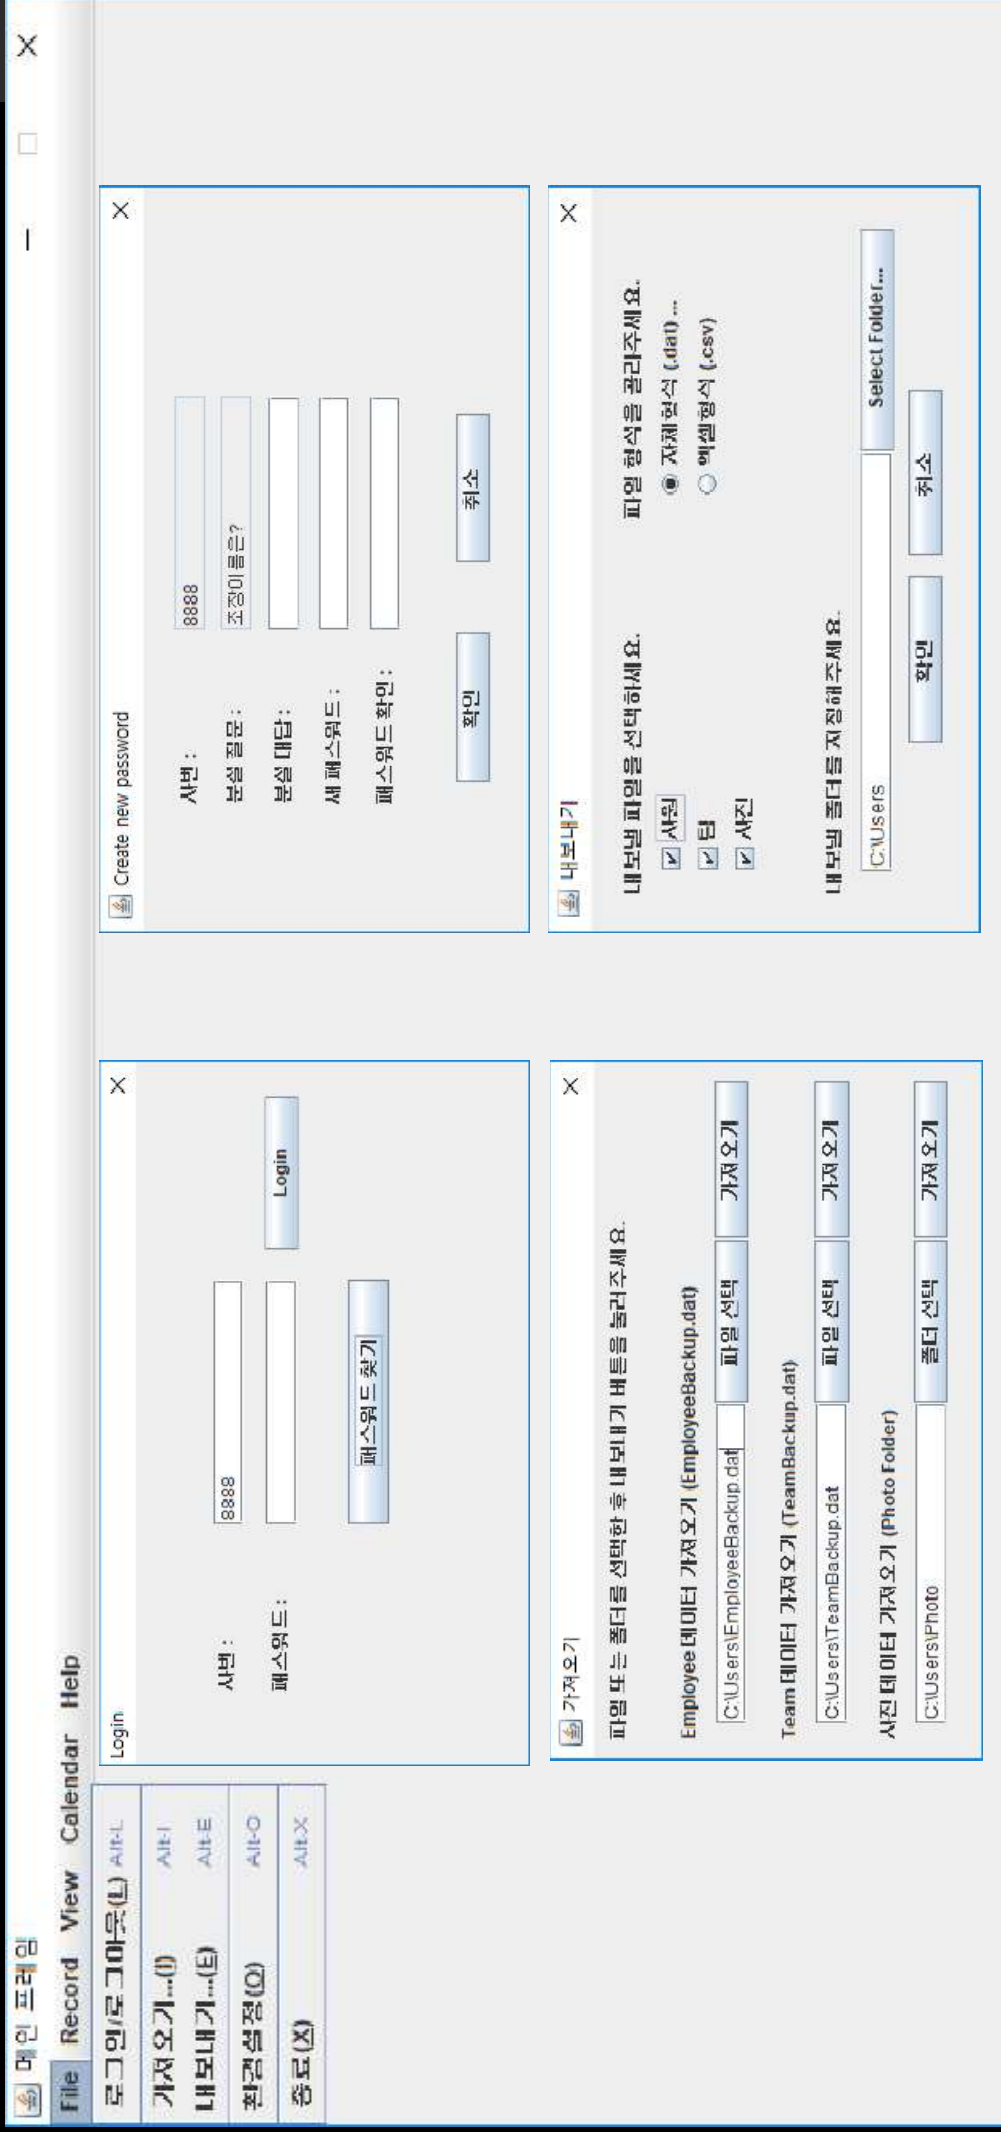 메인 프레임
File Record View Calendar Help
로그인/로그아웃(L) Alt-L
가져오기...(I) Alt-I
내보내기...(E) Alt-E
환경설정(O) Alt-O
종료(X) Alt-X
Login
사번 : 8888
패스워드 :
Login
패스워드 찾기
Create new password
사번 : 8888
분실 질문 : 조장이름은?
분실 대답 :
새 패스워드 :
패스워드 확인 :
확인 취소
가져오기
파일 또는 폴더를 선택한 후 내보내기 버튼을 눌러주세요.
Employee 데이터 가져오기 (EmployeeBackup.dat)
C:\Users\EmployeeBackup.dat 파일 선택 가져오기
Team 데이터 가져오기 (TeamBackup.dat)
C:\Users\TeamBackup.dat 파일 선택 가져오기
사진 데이터 가져오기 (Photo Folder)
C:\Users\Photo 폴더 선택 가져오기
내보내기
내보낼 파일을 선택하세요. 파일 형식을 골라주세요.
사원 자체형식 (.dat) ...
팀 엑셀형식 (.csv)
사진
내보낼 폴더를 지정해주세요.
C:\Users Select Folder...
확인 취소